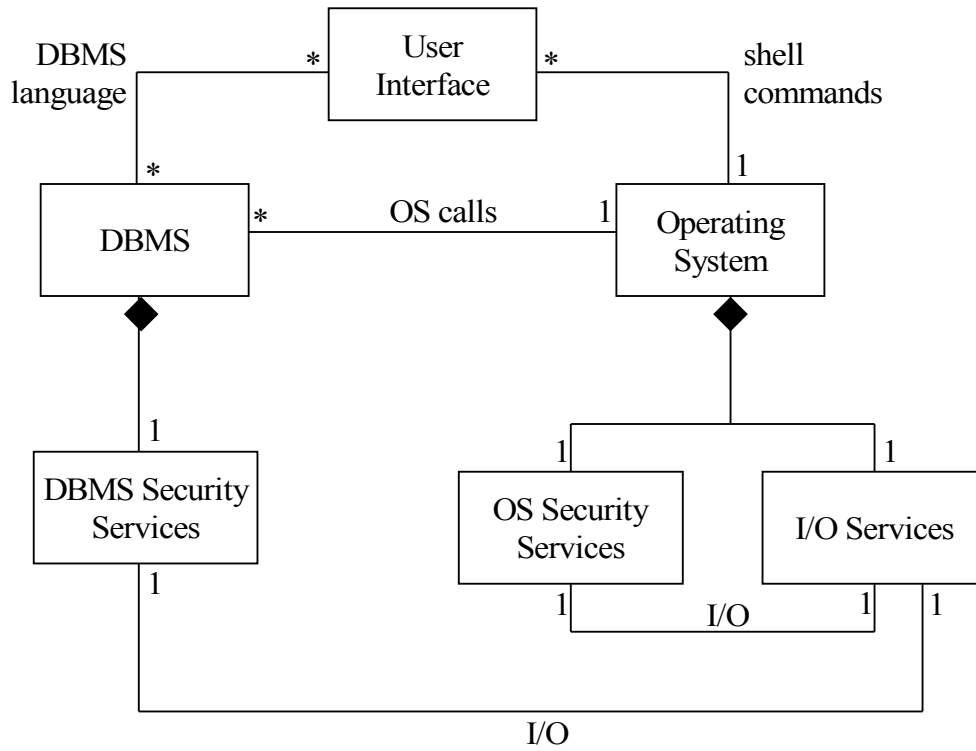 DBMS
language
*
User
Interface
*
shell
commands
*
1
DBMS
*
OS calls
1
Operating
System
1
1
1
DBMS Security
Services
OS Security
Services
I/O Services
1
1
I/O
1
1
I/O